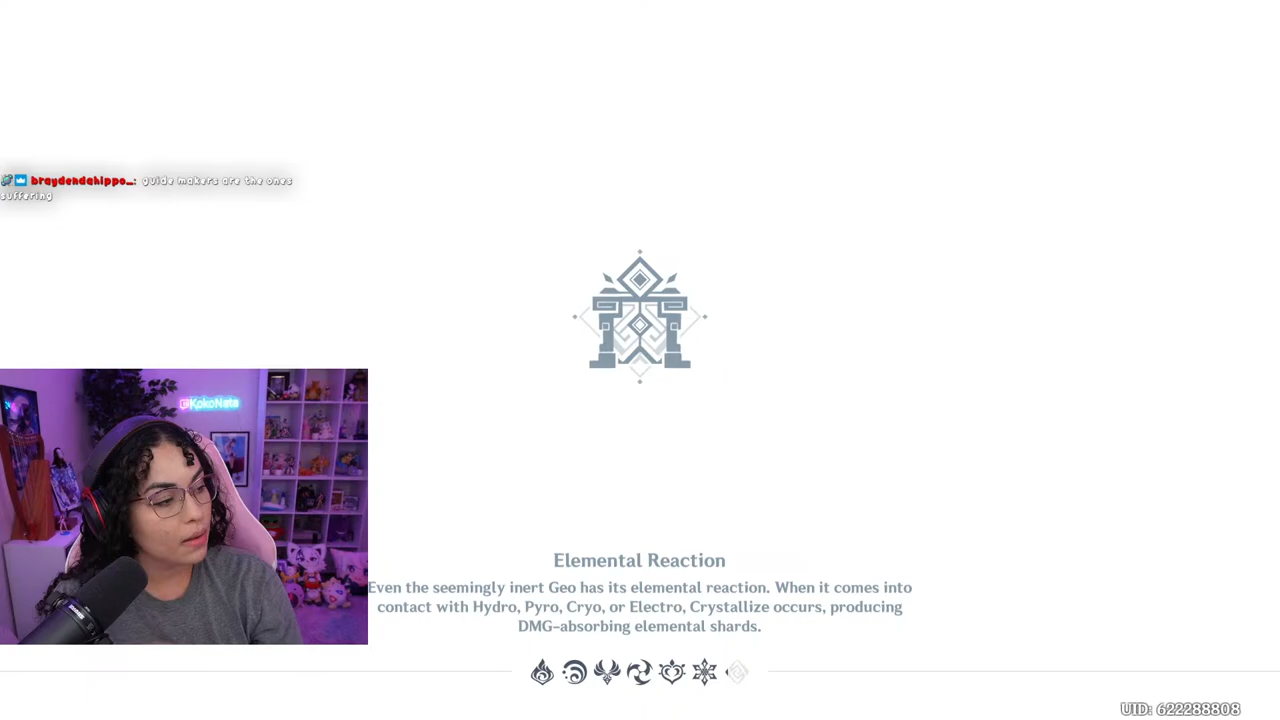 braydendahippo_: guide makers are the ones
suffering
KokoNata
Elemental Reaction
Even the seemingly inert Geo has its elemental reaction. When it comes into
contact with Hydro, Pyro, Cryo, or Electro, Crystallize occurs, producing
DMG-absorbing elemental shards.
UID: 622288808